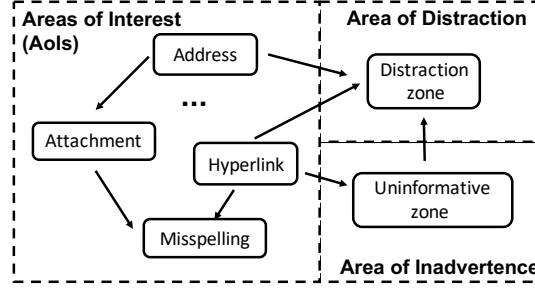 Areas of Interest
(AoIs)
Area of Distraction
Address
Distraction
zone
...
Attachment
Hyperlink
Uninformative
zone
Misspelling
Area of Inadvertence